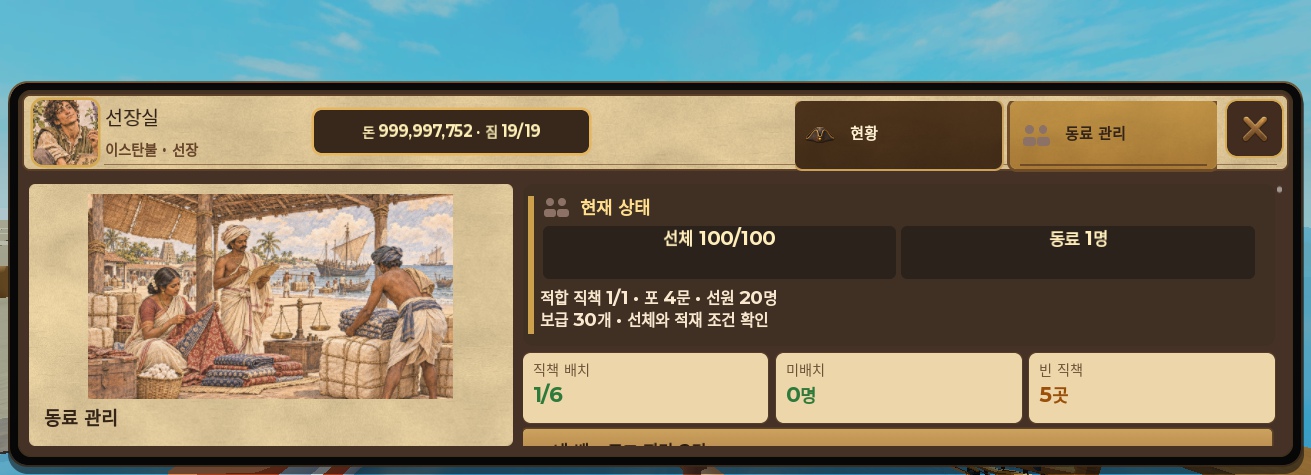 선장실
이스탄불 • 선장
돈 999,997,752 · 짐 19/19
현황
동료 관리
동료 관리
현재 상태
선체 100/100
동료 1명
적합 직책 1/1 • 포 4문 • 선원 20명
보급 30개 • 선체와 적재 조건 확인
직책 배치
1/6
미배치
0명
빈 직책
5곳